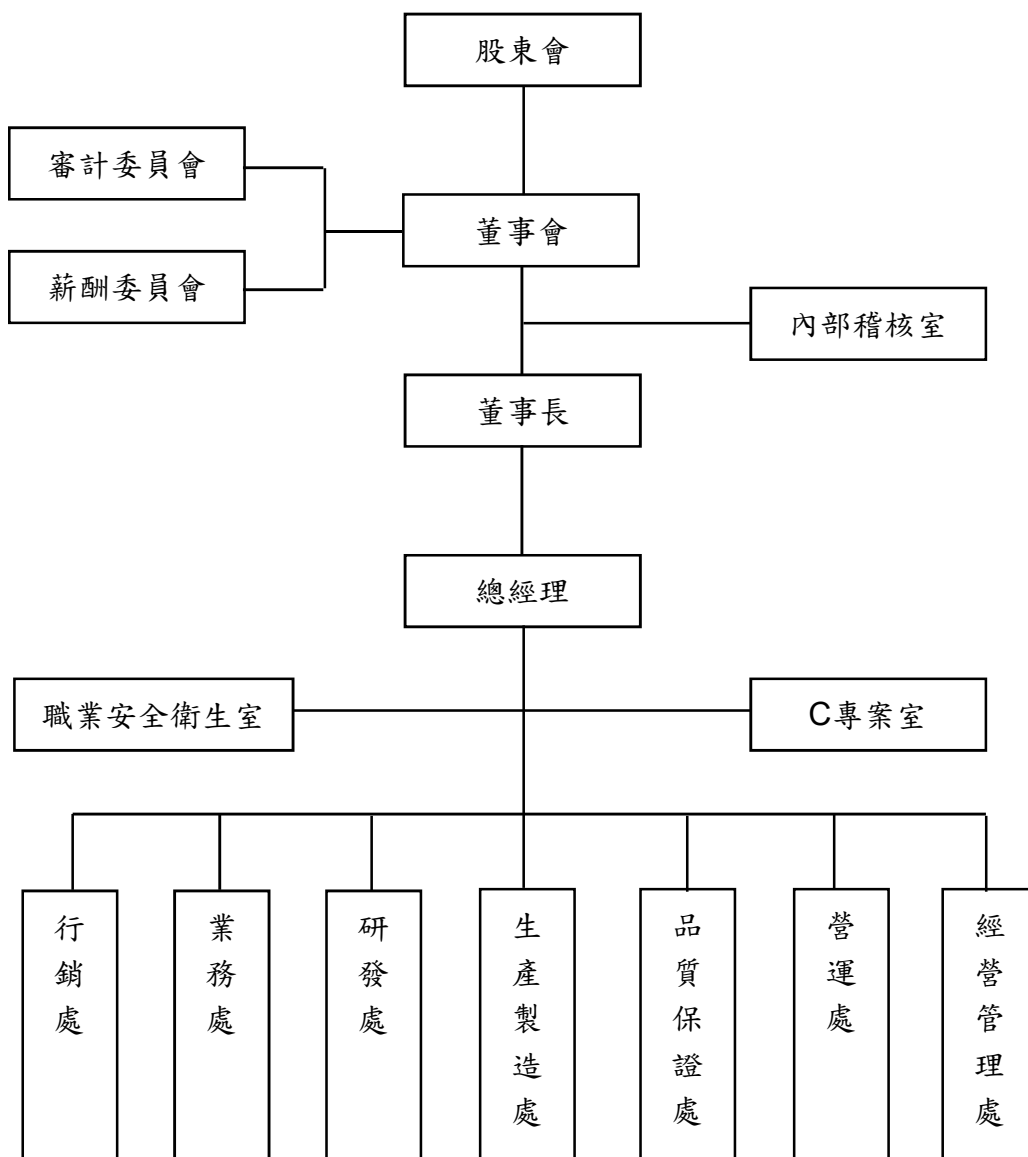 股東會
審計委員會
董事會
薪酬委員會
內部稽核室
董事長
總經理
職業安全衛生室
C專案室
行銷處
業務處
研發處
生產製造處
品質保證處
營運處
經營管理處